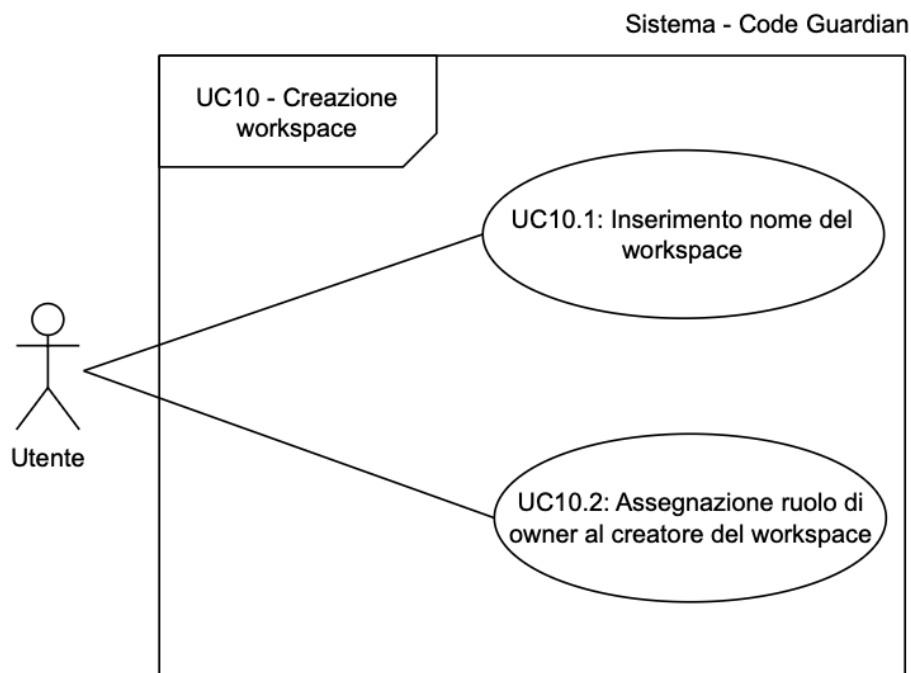 Sistema - Code Guardian
UC10 - Creazione
workspace
UC10.1: Inserimento nome del
workspace
Utente
UC10.2: Assegnazione ruolo di
owner al creatore del workspace